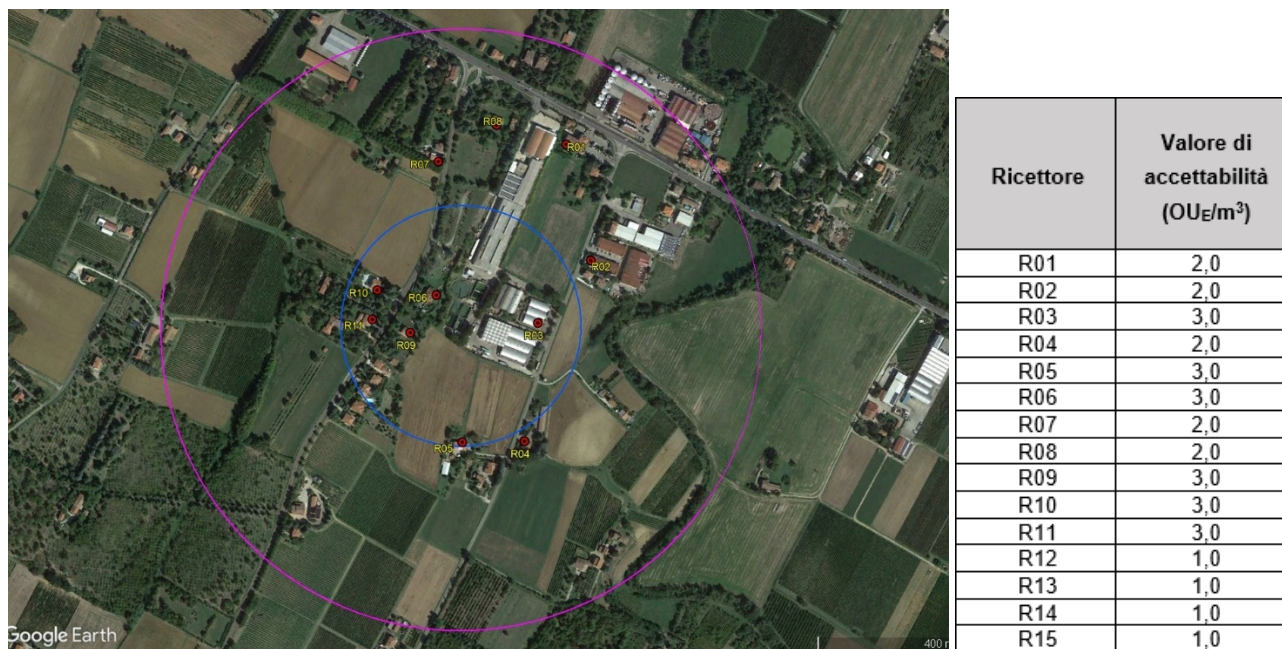 R08
R01
R07
R02
R10
R06
R11
R03
R09
R05
R04
Google Earth
400 m
Ricettore Valore di
accettabilità
(OUE/m³)
R01 2,0
R02 2,0
R03 3,0
R04 2,0
R05 3,0
R06 3,0
R07 2,0
R08 2,0
R09 3,0
R10 3,0
R11 3,0
R12 1,0
R13 1,0
R14 1,0
R15 1,0